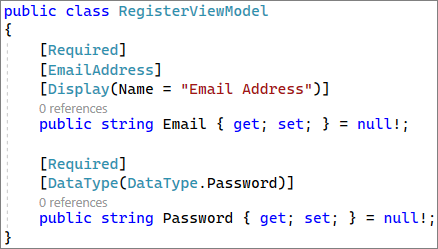 public class RegisterViewModel
{
[Required]
[EmailAddress]
[Display(Name = "Email Address")]
0 references
public string Email { get; set; } = null!;
[Required]
[DataType(DataType.Password)]
0 references
public string Password { get; set; } = null!;
}